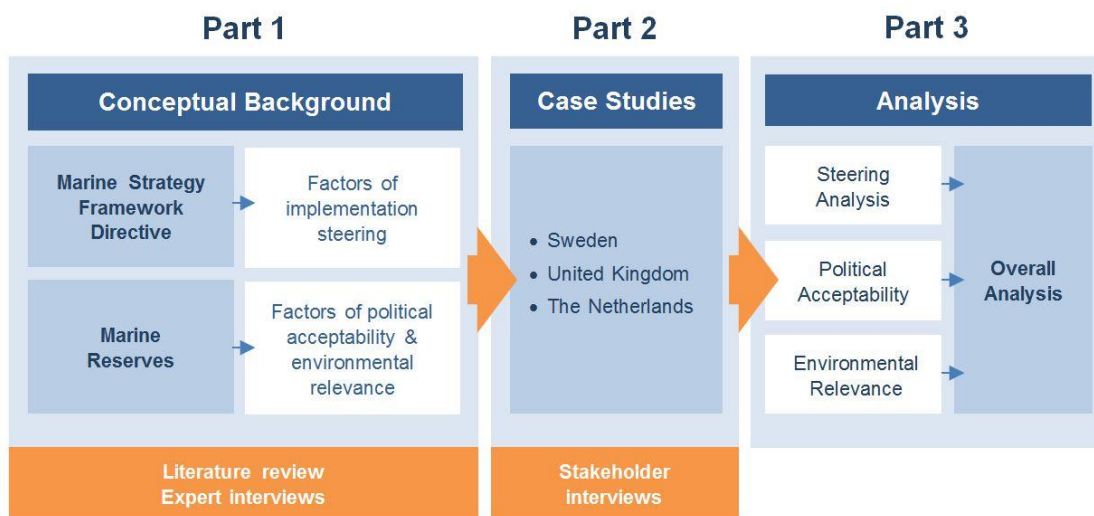 Part 1
Part 2
Part 3
Conceptual Background
Case Studies
Analysis
Marine Strategy
Framework
Directive
Factors of
implementation
steering
Marine
Reserves
Factors of political
acceptability &
environmental
relevance
• Sweden
• United Kingdom
• The Netherlands
Steering
Analysis
Political
Acceptability
Environmental
Relevance
Overall
Analysis
Literature review
Expert interviews
Stakeholder
interviews